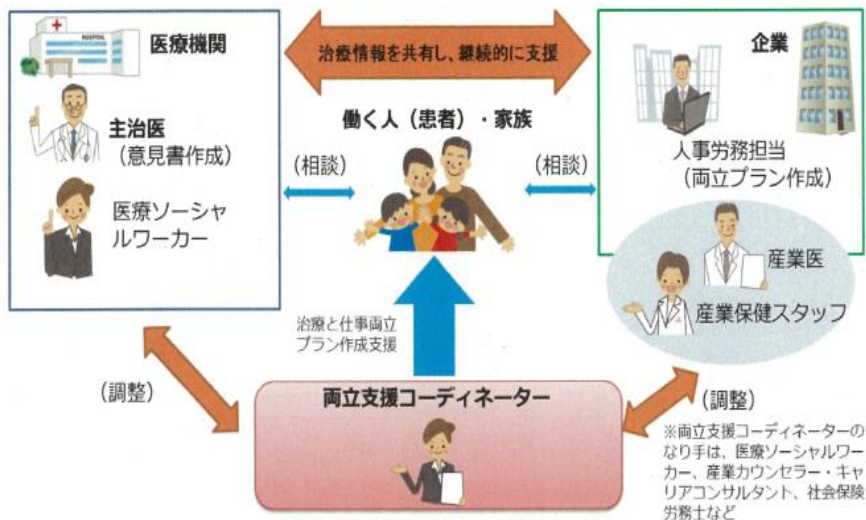 HOSPITAL
医療機関
主治医
（意見書作成）
医療ソーシャ
ルワーカー
治療情報を共有し、継続的に支援
働く人（患者）・家族
（相談）
（相談）
企業
人事労務担当
（両立プラン作成）
産業医
産業保健スタッフ
治療と仕事両立
プラン作成支援
（調整）
両立支援コーディネーター
（調整）
※両立支援コーディネーターの
なり手は、医療ソーシャルワー
カー、産業カウンセラー・キャ
リアコンサルタント、社会保険
労務士など